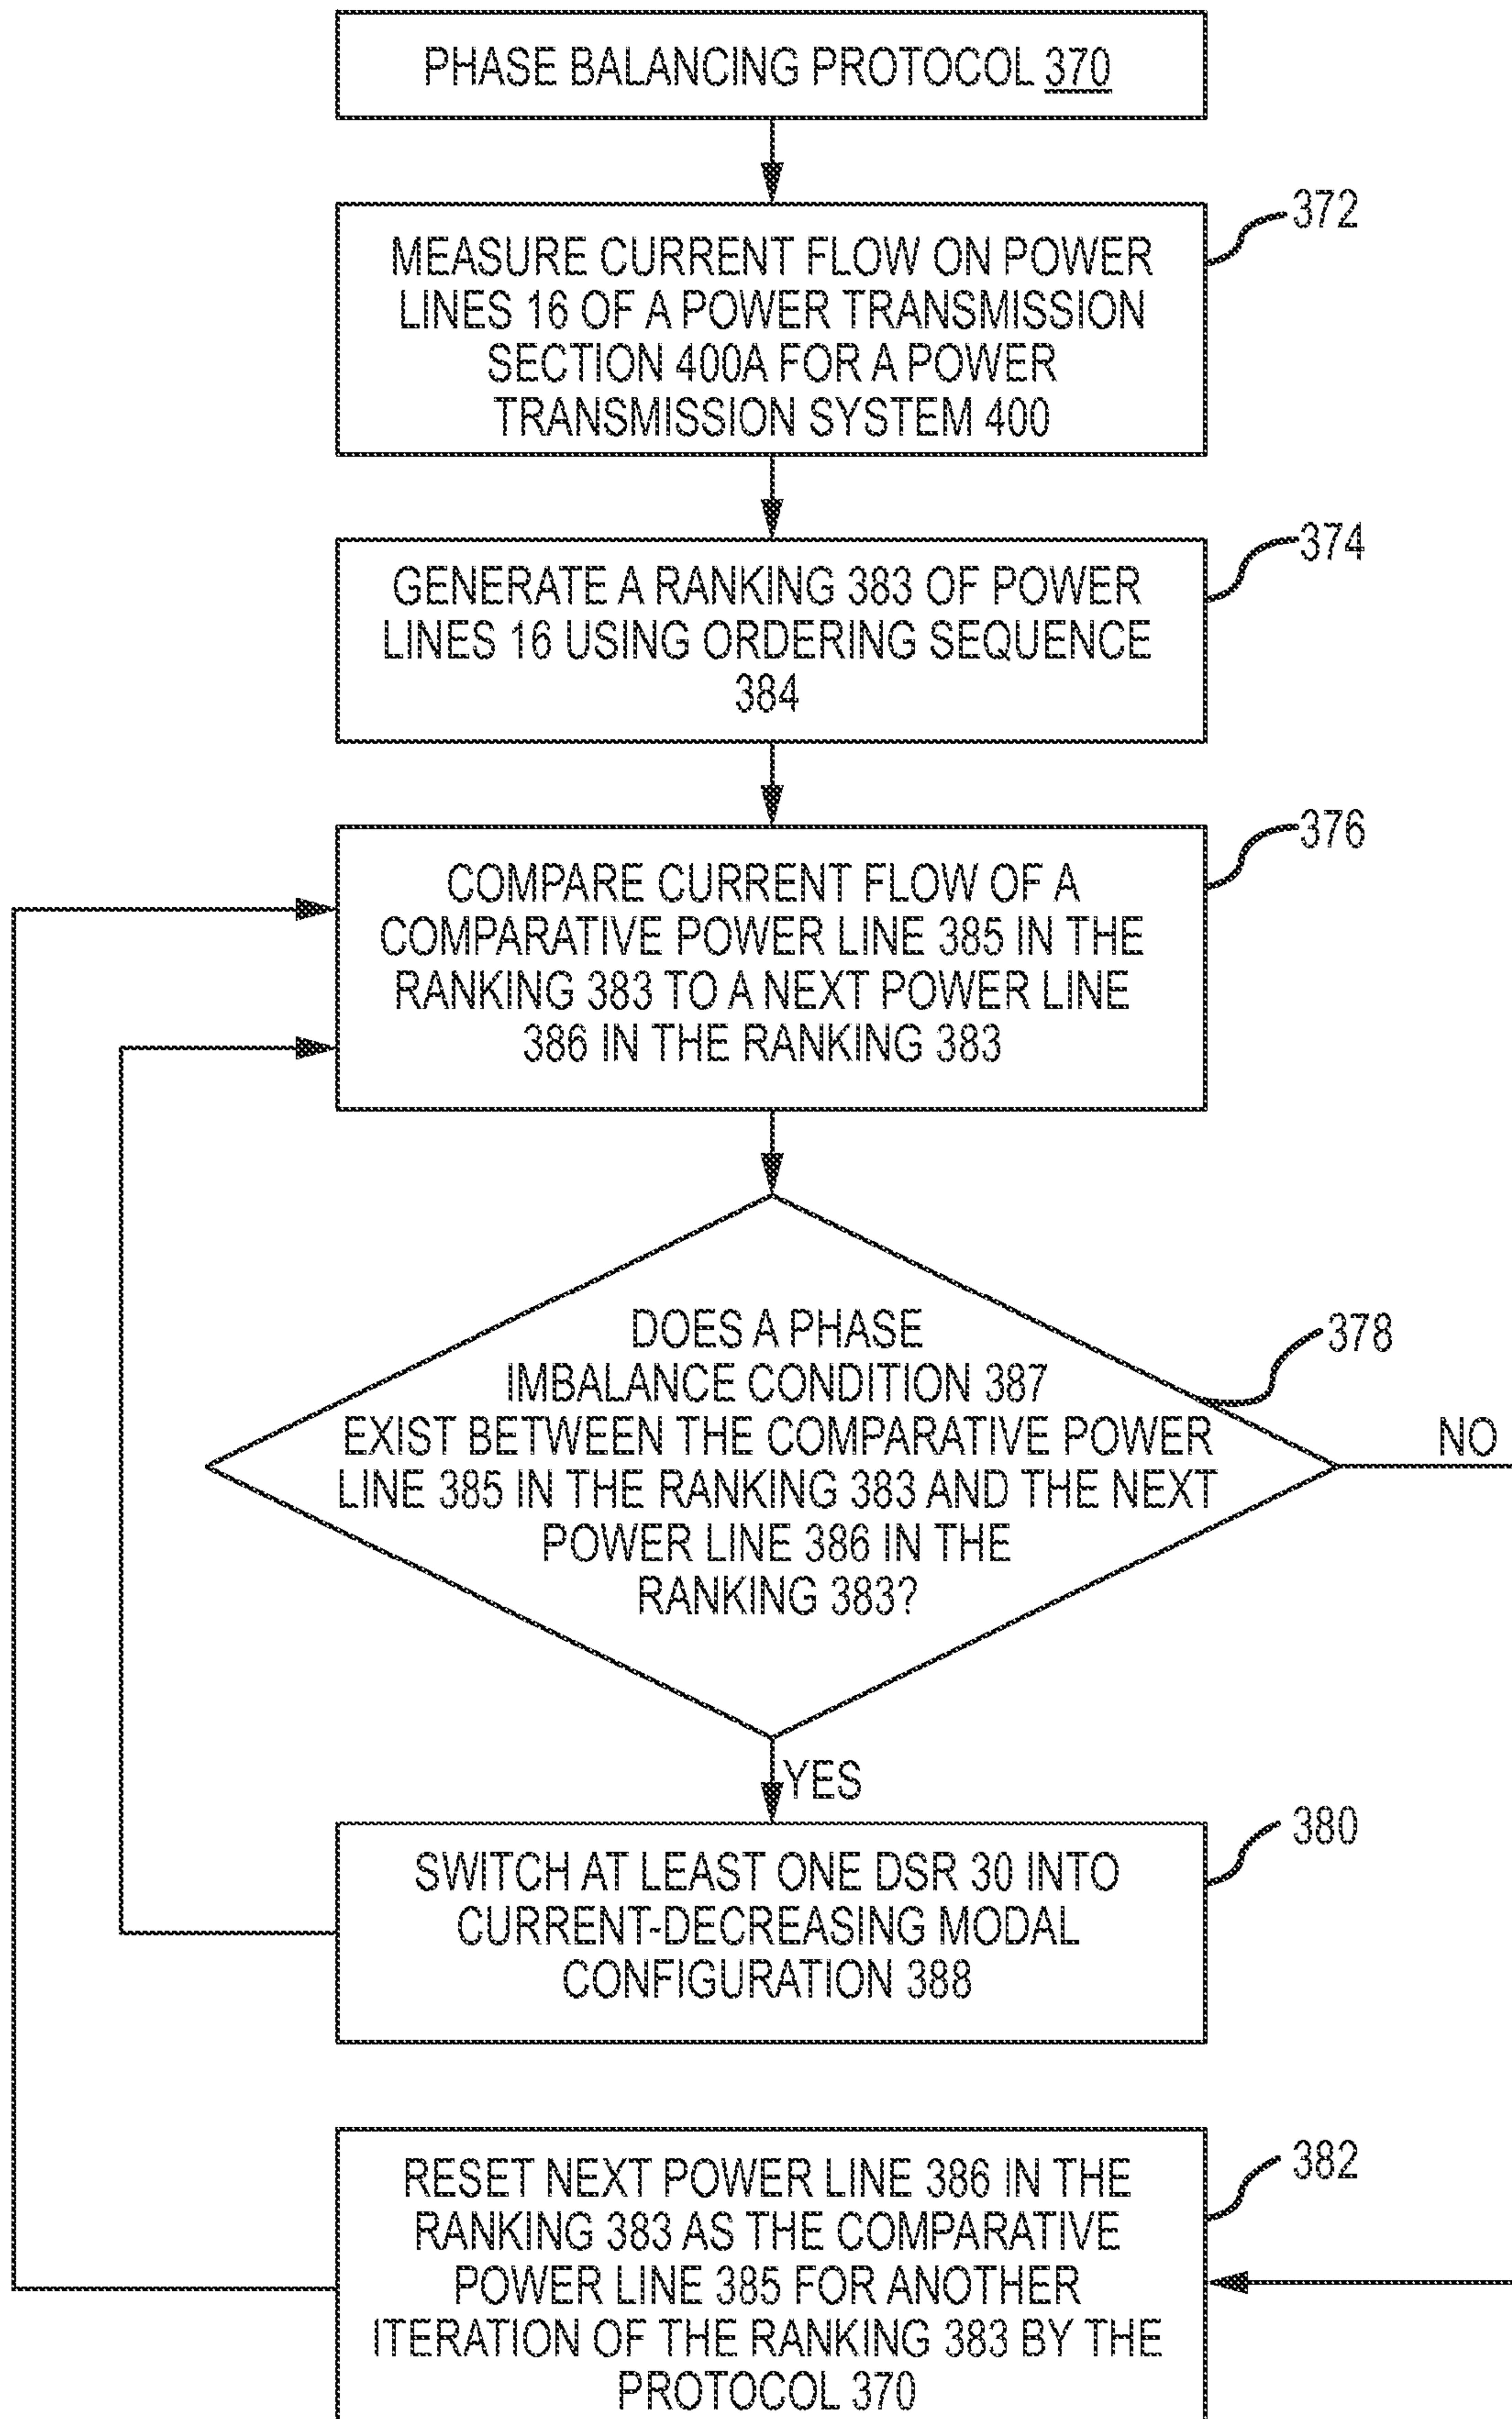 PHASE BALANCING PROTOCOL 370
372
MEASURE CURRENT FLOW ON POWER
LINES 16 OF A POWER TRANSMISSION
SECTION 400A FOR A POWER
TRANSMISSION SYSTEM 400
374
GENERATE A RANKING 383 OF POWER
LINES 16 USING ORDERING SEQUENCE
384
376
COMPARE CURRENT FLOW OF A
COMPARATIVE POWER LINE 385 IN THE
RANKING 383 TO A NEXT POWER LINE
386 IN THE RANKING 383
DOES A PHASE
IMBALANCE CONDITION 387
EXIST BETWEEN THE COMPARATIVE POWER
LINE 385 IN THE RANKING 383 AND THE NEXT
POWER LINE 386 IN THE
RANKING 383?
378
NO
YES
380
SWITCH AT LEAST ONE DSR 30 INTO
CURRENT-DECREASING MODAL
CONFIGURATION 388
382
RESET NEXT POWER LINE 386 IN THE
RANKING 383 AS THE COMPARATIVE
POWER LINE 385 FOR ANOTHER
ITERATION OF THE RANKING 383 BY THE
PROTOCOL 370